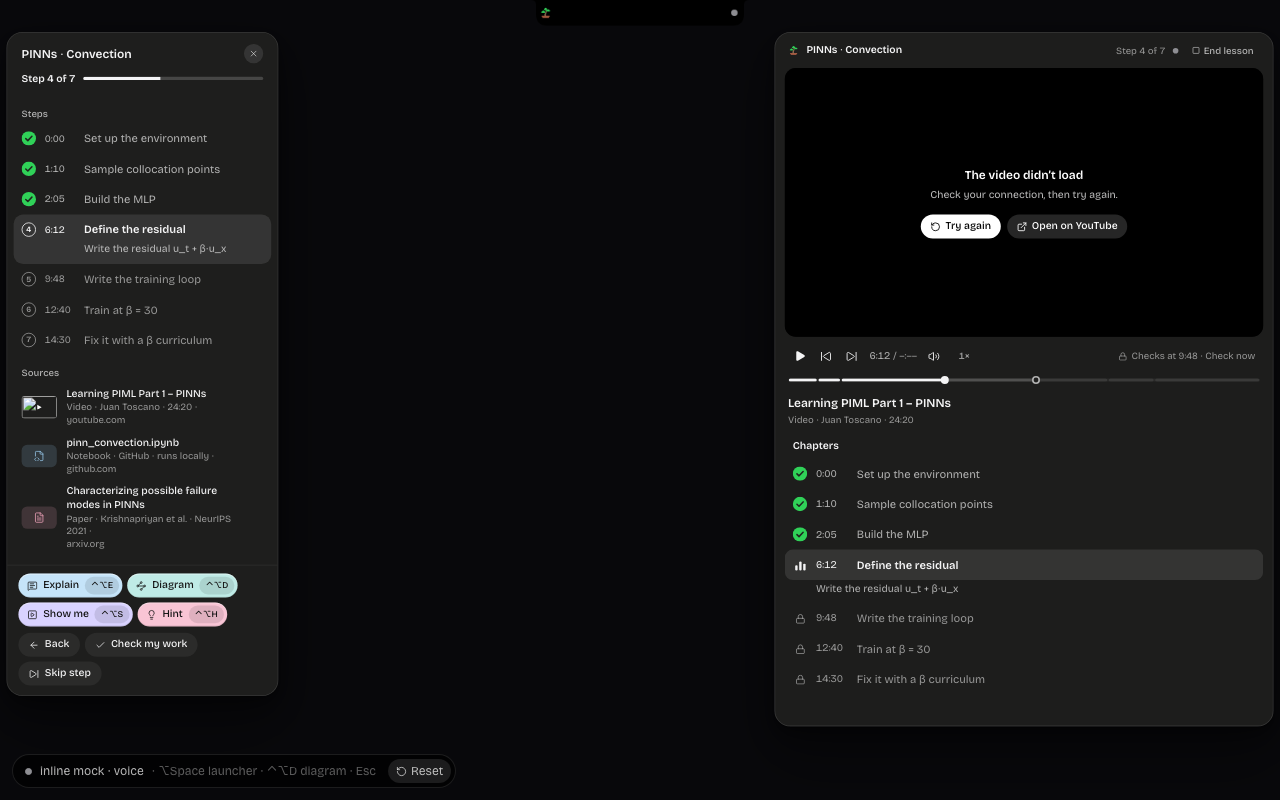 PINNs · Convection
Step 4 of 7
Steps
0:00 Set up the environment
1:10 Sample collocation points
2:05 Build the MLP
4 6:12 Define the residual
Write the residual u_t + β·u_x
5 9:48 Write the training loop
6 12:40 Train at β = 30
7 14:30 Fix it with a β curriculum
Sources
Learning PIML Part 1 – PINNs
Video · Juan Toscano · 24:20 ·
youtube.com
pinn_convection.ipynb
Notebook · GitHub · runs locally ·
github.com
Characterizing possible failure
modes in PINNs
Paper · Krishnapriyan et al. · NeurIPS
2021 ·
arxiv.org
Explain ⌃⌥E Diagram ⌃⌥D
Show me ⌃⌥S Hint ⌃⌥H
Back Check my work
Skip step
inline mock · voice · ⌥Space launcher · ⌃⌥D diagram · Esc Reset
PINNs · Convection Step 4 of 7 End lesson
The video didn't load
Check your connection, then try again.
Try again Open on YouTube
6:12 / –:–– 1× Checks at 9:48 · Check now
Learning PIML Part 1 – PINNs
Video · Juan Toscano · 24:20
Chapters
0:00 Set up the environment
1:10 Sample collocation points
2:05 Build the MLP
6:12 Define the residual
Write the residual u_t + β·u_x
9:48 Write the training loop
12:40 Train at β = 30
14:30 Fix it with a β curriculum